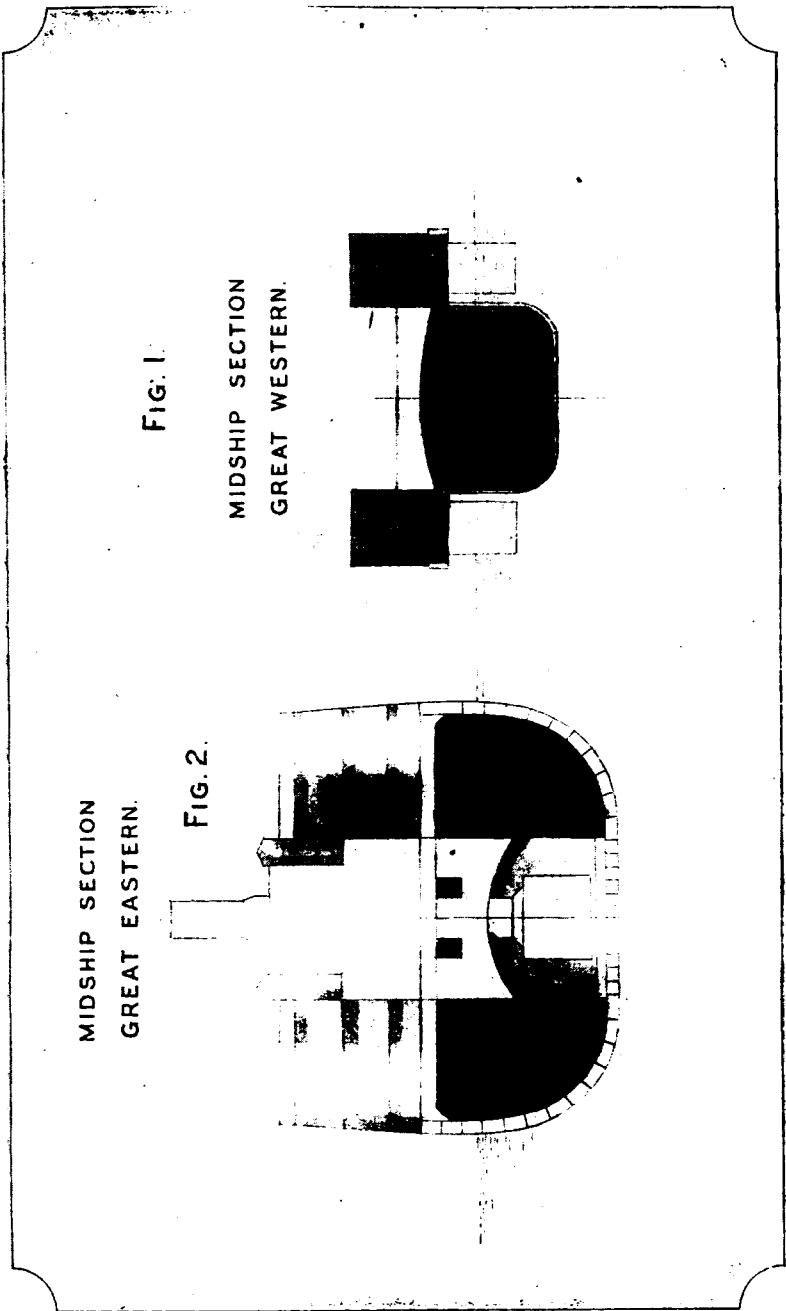 FIG. 1.
MIDSHIP SECTION
GREAT WESTERN.
MIDSHIP SECTION
GREAT EASTERN.
FIG. 2.